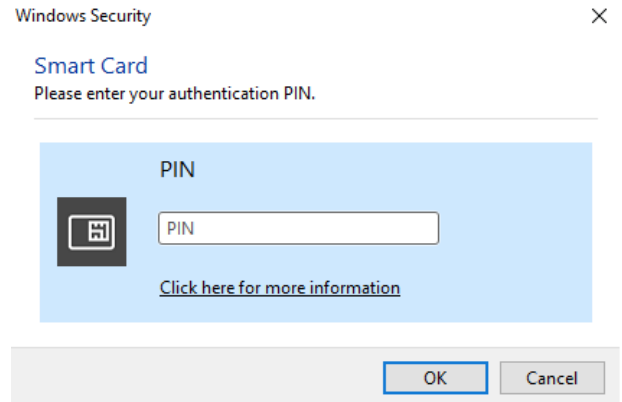 Windows Security
Smart Card
Please enter your authentication PIN.
PIN
PIN
Click here for more information
OK
Cancel